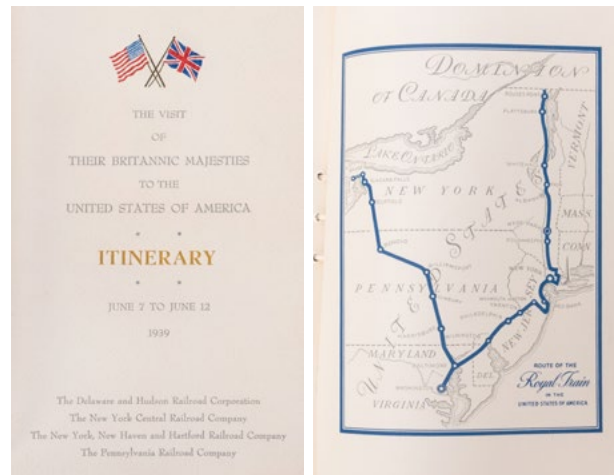 THE VISIT
OF
THEIR BRITANNIC MAJESTIES
TO THE
UNITED STATES OF AMERICA
ITINERARY
JUNE 7 TO JUNE 12
1939
The Delaware and Hudson Railroad Corporation
The New York Central Railroad Company
The New York, New Haven and Hartford Railroad Company
The Pennsylvania Railroad Company
DOMINION
OF CANADA
LAKE ONTARIO
VERMONT
NEW YORK
MASS.
CONN.
UNITED STATES
PENNSYLVANIA
NEW JERSEY
MARYLAND
DEL.
VIRGINIA
ROUTE OF THE
Royal Train
IN THE
UNITED STATES OF AMERICA